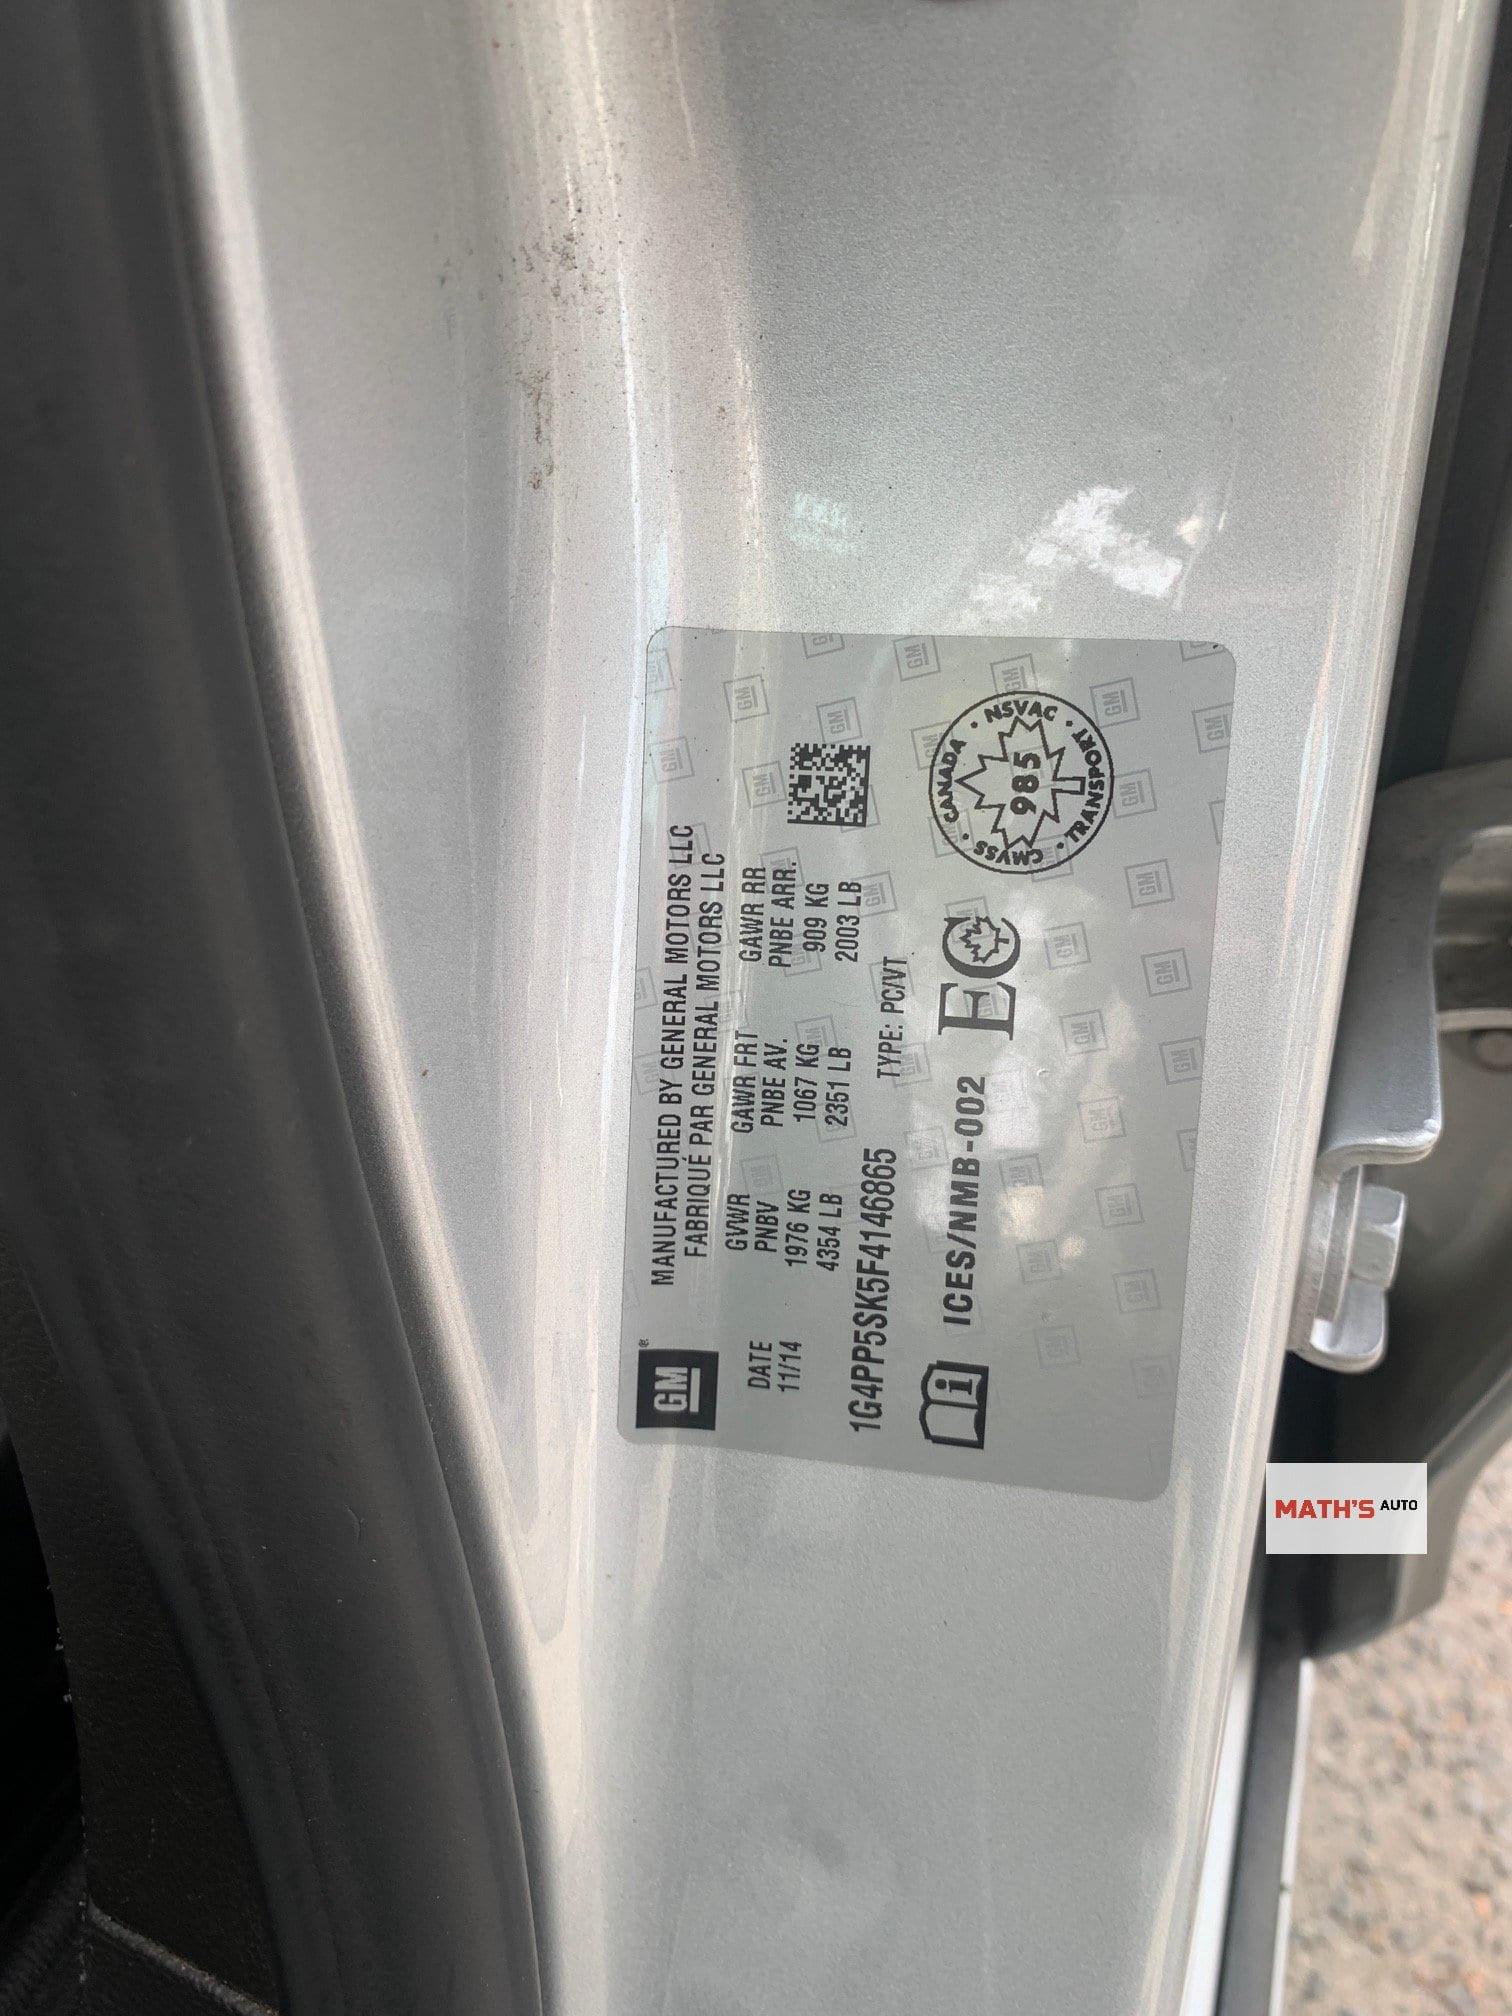 GM®
MANUFACTURED BY GENERAL MOTORS LLC
FABRIQUÉ PAR GENERAL MOTORS LLC
DATE GVWR GAWR FRT GAWR RR
11/14 PNBV PNBE AV. PNBE ARR.
1976 KG 1067 KG 909 KG
4354 LB 2351 LB 2003 LB
1G4PP5SK5F4146865 TYPE: PC/VT
i ICES/NMB-002 EC
CANADA • NSVAC • TRANSPORT • CMVSS •
985
MATH'S AUTO